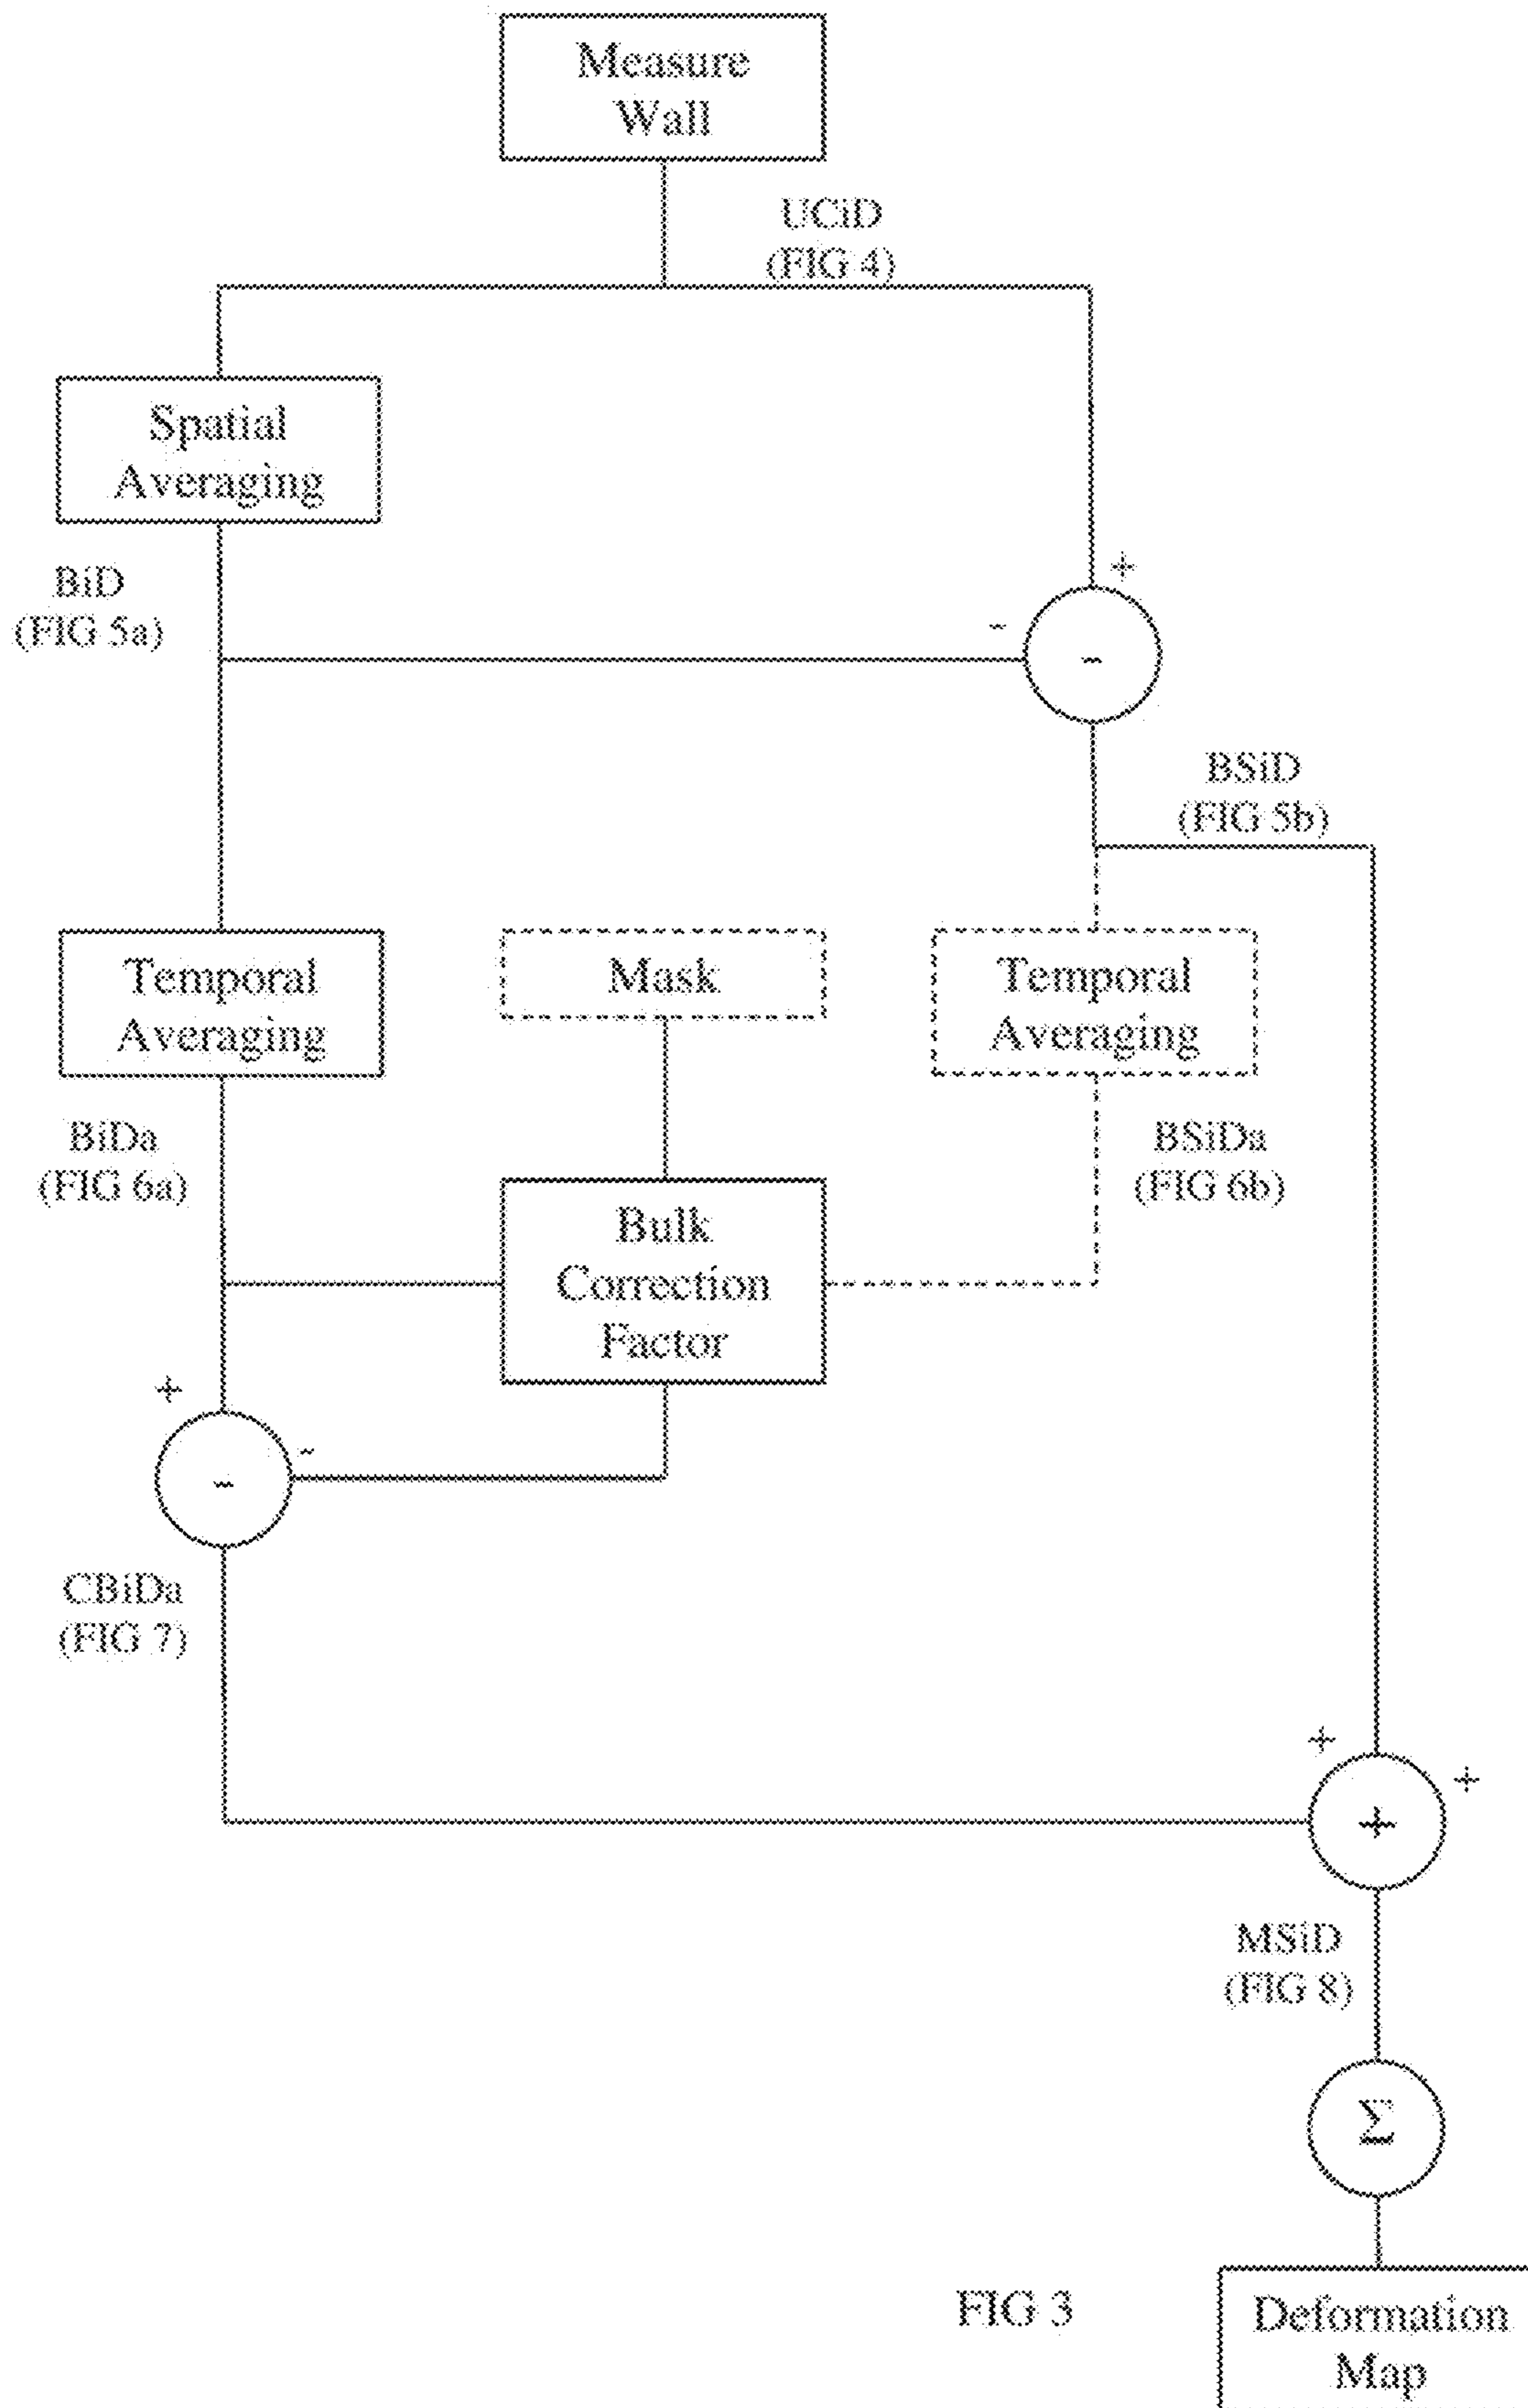 Measure
Wall
UCiD
(FIG 4)
Spatial
Averaging
BiD
(FIG 5a)
+
-
-
BSiD
(FIG 5b)
Temporal
Averaging
Mask
Temporal
Averaging
BiDa
(FIG 6a)
BSiDa
(FIG 6b)
Bulk
Correction
Factor
+
-
-
CBiDa
(FIG 7)
+
+
+
MSiD
(FIG 8)
Σ
FIG 3
Deformation
Map